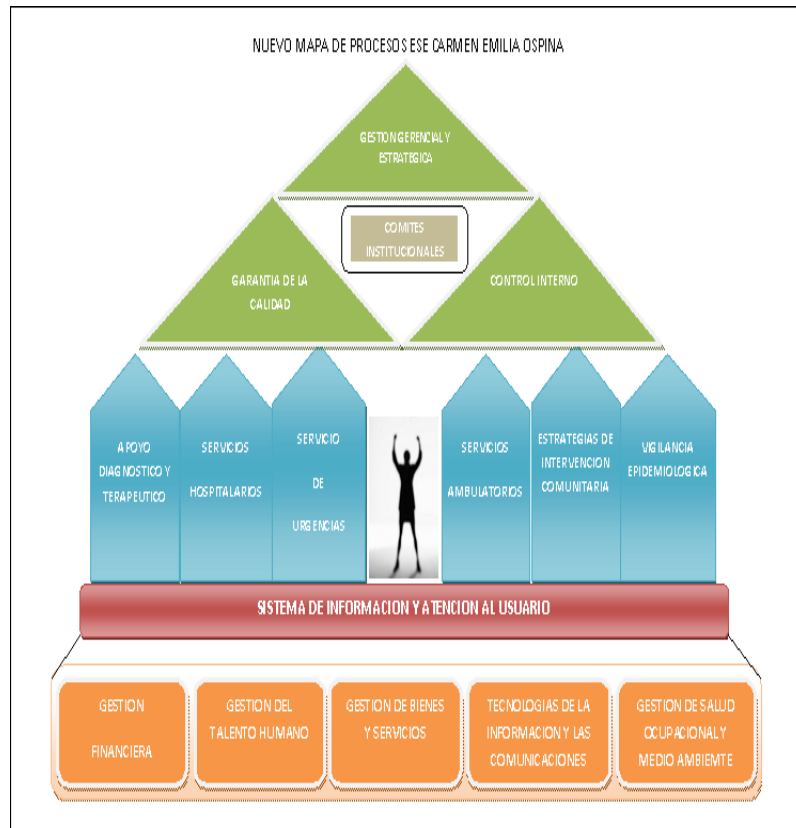 NUEVO MAPA DE PROCESOS ESE CARMEN EMILIA OSPINA
GESTION GERENCIAL Y
ESTRATEGICA
COMITES
INSTITUCIONALES
GARANTIA DE LA
CALIDAD
CONTROL INTERNO
APOYO
DIAGNOSTICO Y
TERAPEUTICO
SERVICIOS
HOSPITALARIOS
SERVICIO
DE
URGENCIAS
SERVICIOS
AMBULATORIOS
ESTRATEGIAS DE
INTERVENCION
COMUNITARIA
VIGILANCIA
EPIDEMIOLOGICA
SISTEMA DE INFORMACION Y ATENCION AL USUARIO
GESTION
FINANCIERA
GESTION DEL
TALENTO HUMANO
GESTION DE BIENES
Y SERVICIOS
TECNOLOGIAS DE LA
INFORMACION Y LAS
COMUNICACIONES
GESTION DE SALUD
OCUPACIONAL Y
MEDIO AMBIEMTE